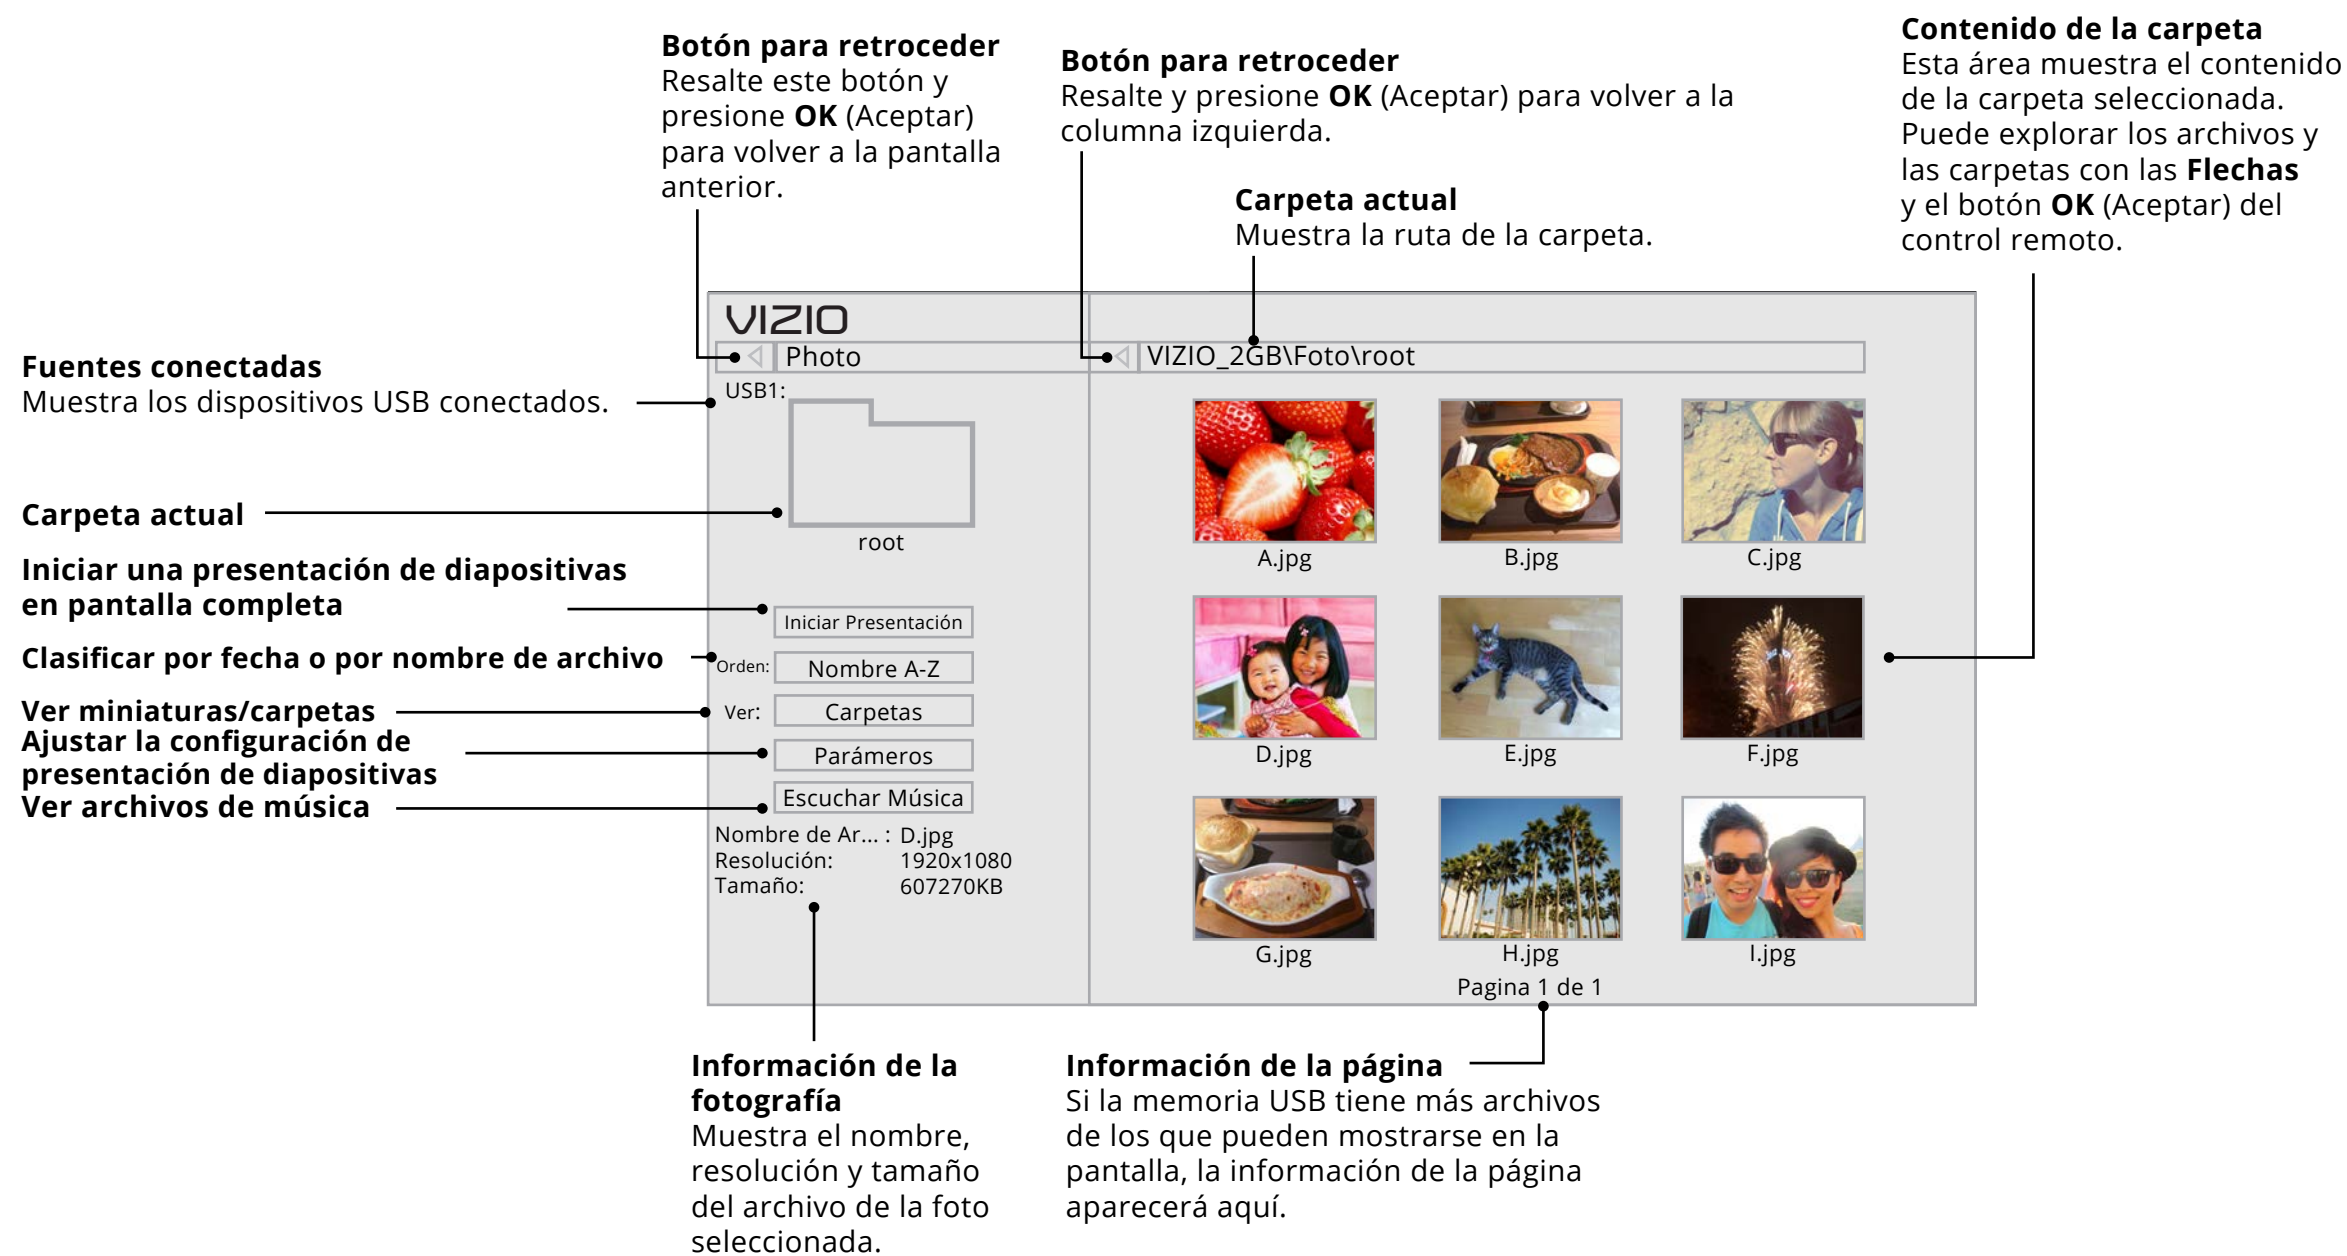 Botón para retroceder
Resalte este botón y
presione OK (Aceptar)
para volver a la pantalla
anterior.
Botón para retroceder
Resalte y presione OK (Aceptar) para volver a la
columna izquierda.
Carpeta actual
Muestra la ruta de la carpeta.
Contenido de la carpeta
Esta área muestra el contenido
de la carpeta seleccionada.
Puede explorar los archivos y
las carpetas con las Flechas
y el botón OK (Aceptar) del
control remoto.
Fuentes conectadas
Muestra los dispositivos USB conectados.
Carpeta actual
Iniciar una presentación de diapositivas
en pantalla completa
Clasificar por fecha o por nombre de archivo
Ver miniaturas/carpetas
Ajustar la configuración de
presentación de diapositivas
Ver archivos de música
VIZIO
Photo
USB1:
root
Iniciar Presentación
Orden: Nombre A-Z
Ver: Carpetas
Parámeros
Escuchar Música
Nombre de Ar... : D.jpg
Resolución: 1920x1080
Tamaño: 607270KB
VIZIO_2GB\Foto\root
A.jpg
B.jpg
C.jpg
D.jpg
E.jpg
F.jpg
G.jpg
H.jpg
I.jpg
Pagina 1 de 1
Información de la
fotografía
Muestra el nombre,
resolución y tamaño
del archivo de la foto
seleccionada.
Información de la página
Si la memoria USB tiene más archivos
de los que pueden mostrarse en la
pantalla, la información de la página
aparecerá aquí.